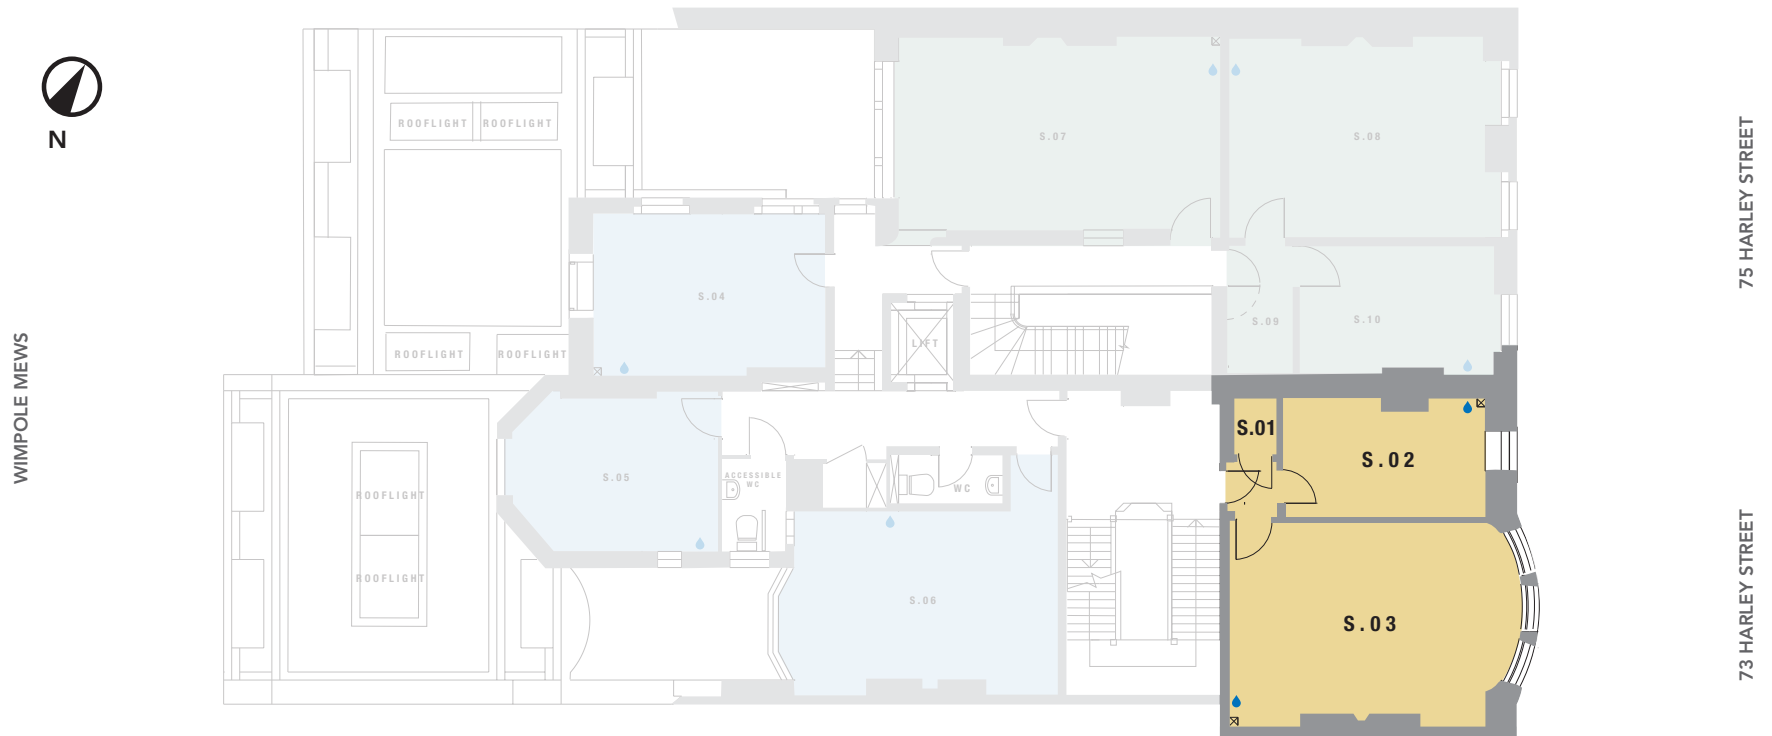 N
ROOFLIGHT
ROOFLIGHT
S.07
S.08
75 HARLEY STREET
S.04
S.09
S.10
LIFT
ROOFLIGHT
ROOFLIGHT
WIMPOLE MEWS
S.01
S.02
S.05
ACCESSIBLE
WC
WC
ROOFLIGHT
ROOFLIGHT
S.06
S.03
73 HARLEY STREET